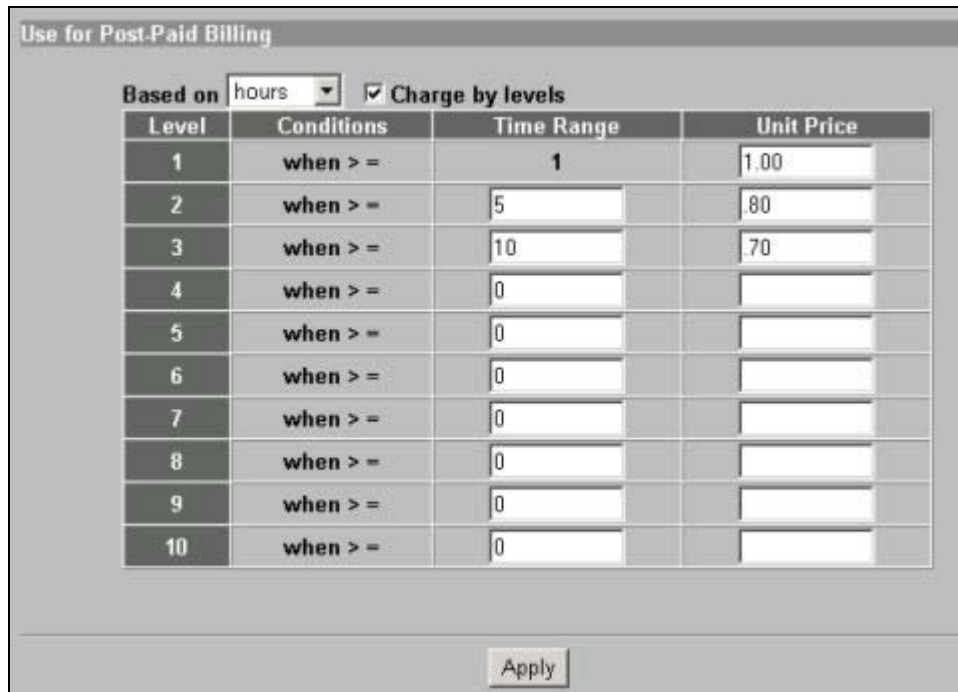 Use for Post-Paid Billing
Based on hours Charge by levels
Level Conditions Time Range Unit Price
1 when > = 1 1.00
2 when > = 5 .80
3 when > = 10 .70
4 when > = 0
5 when > = 0
6 when > = 0
7 when > = 0
8 when > = 0
9 when > = 0
10 when > = 0
Apply